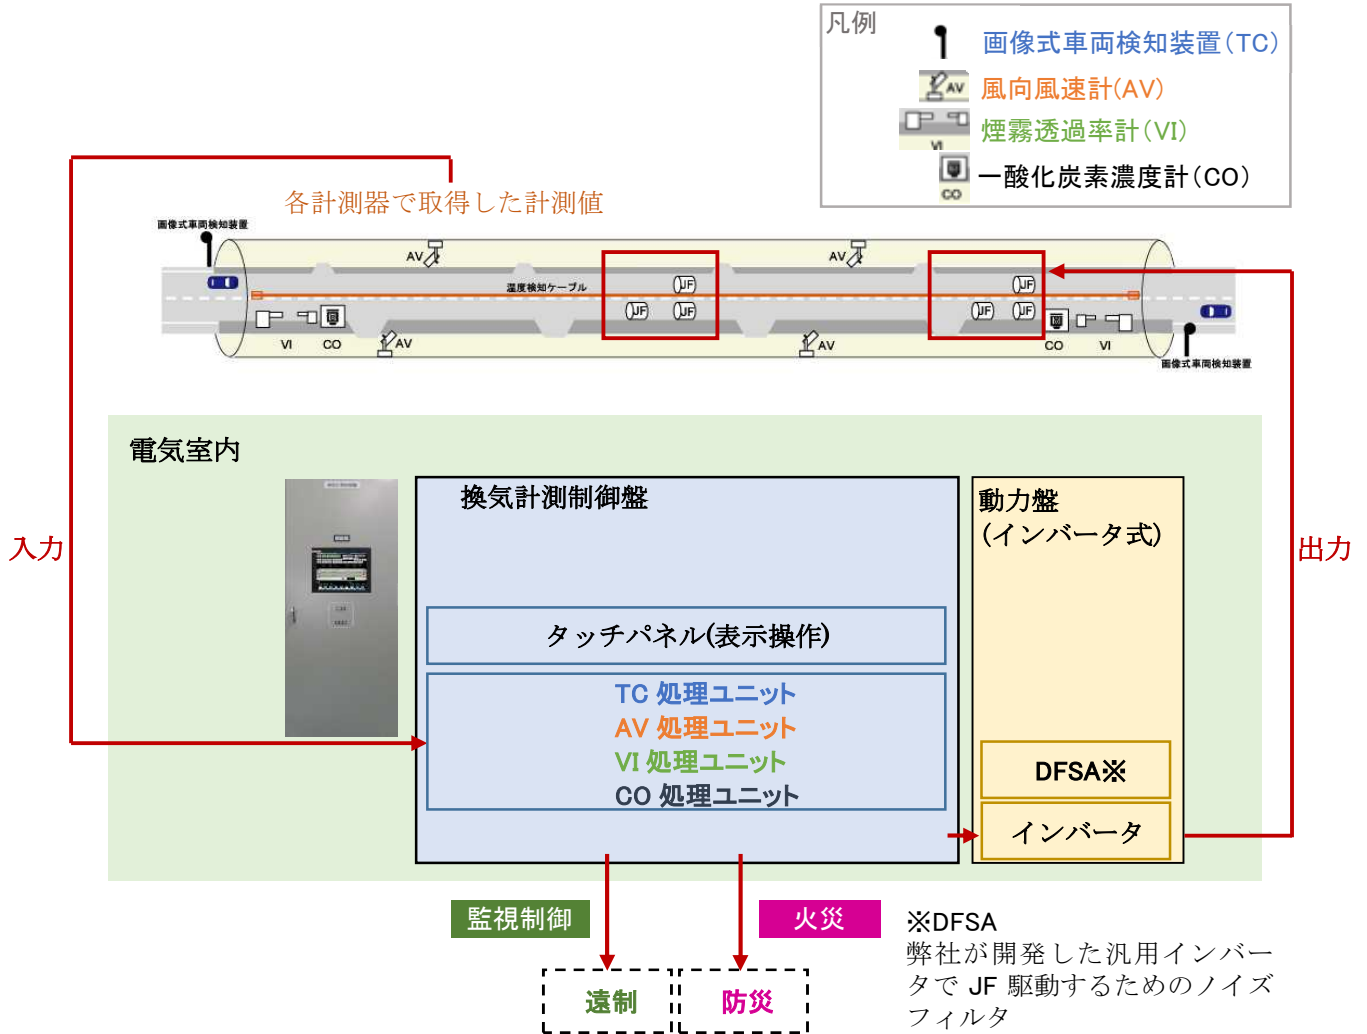 凡例
画像式車両検知装置(TC)
AV
風向風速計(AV)
VI
煙霧透過率計(VI)
CO
一酸化炭素濃度計(CO)
各計測器で取得した計測値
画像式車両検知装置
AV
AV
温度検知ケーブル
JF
JF
JF
JF
JF
JF
VI
CO
AV
AV
CO
VI
画像式車両検知装置
電気室内
入力
換気計測制御盤
動力盤
(インバータ式)
出力
タッチパネル(表示操作)
TC 処理ユニット
AV 処理ユニット
VI 処理ユニット
CO 処理ユニット
DFSA※
インバータ
監視制御
火災
遠制
防災
※DFSA
弊社が開発した汎用インバー
タで JF 駆動するためのノイズ
フィルタ